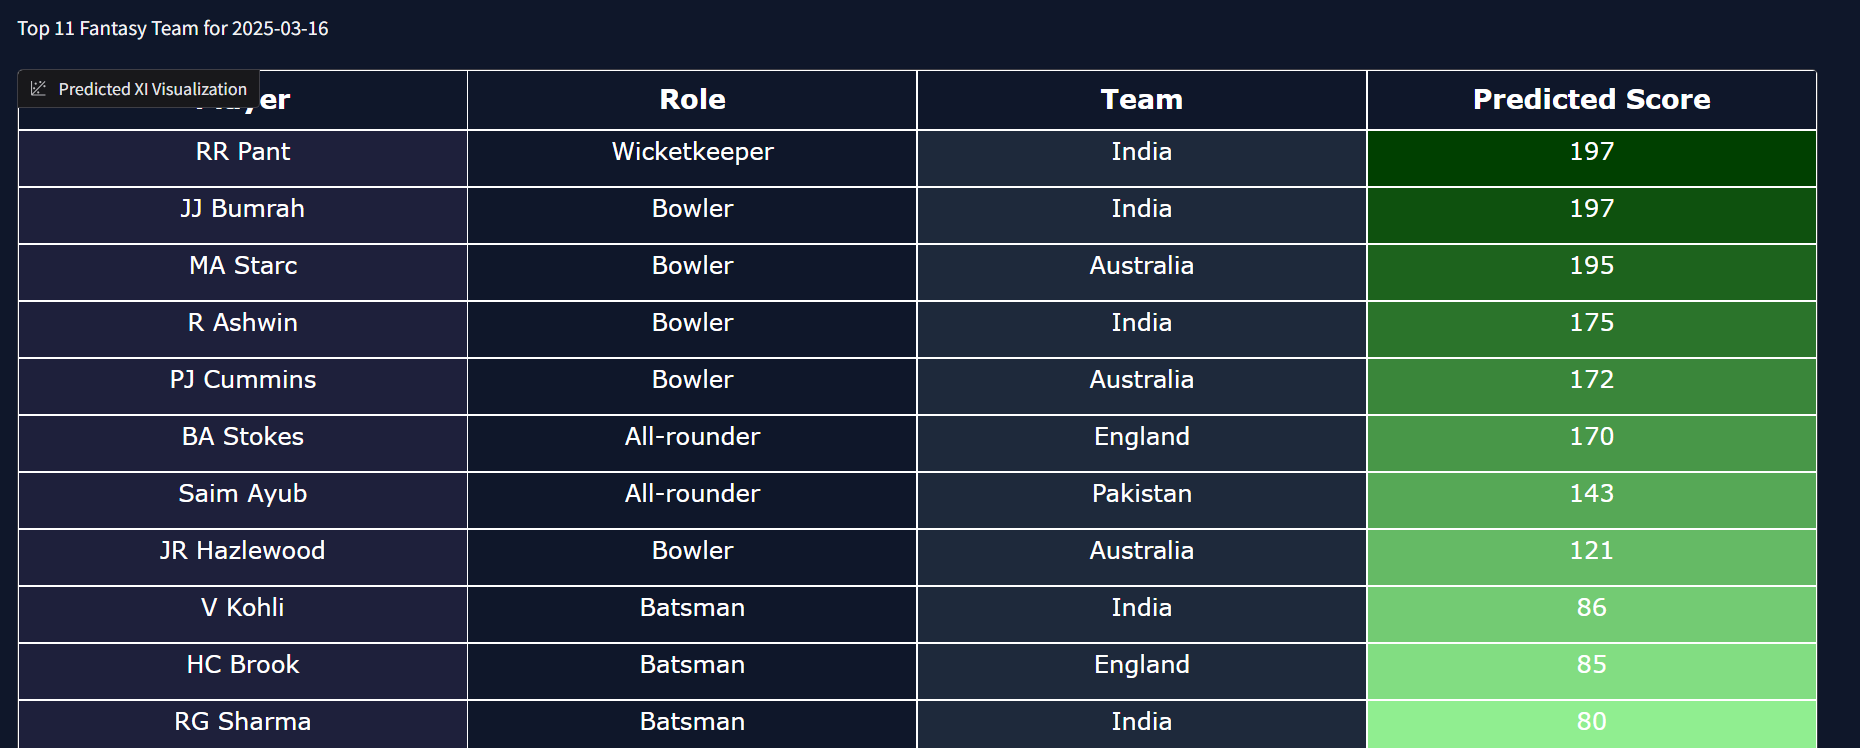 Top 11 Fantasy Team for 2025-03-16
Predicted XI Visualization
Role Team Predicted Score
RR Pant Wicketkeeper India 197
JJ Bumrah Bowler India 197
MA Starc Bowler Australia 195
R Ashwin Bowler India 175
PJ Cummins Bowler Australia 172
BA Stokes All-rounder England 170
Saim Ayub All-rounder Pakistan 143
JR Hazlewood Bowler Australia 121
V Kohli Batsman India 86
HC Brook Batsman England 85
RG Sharma Batsman India 80